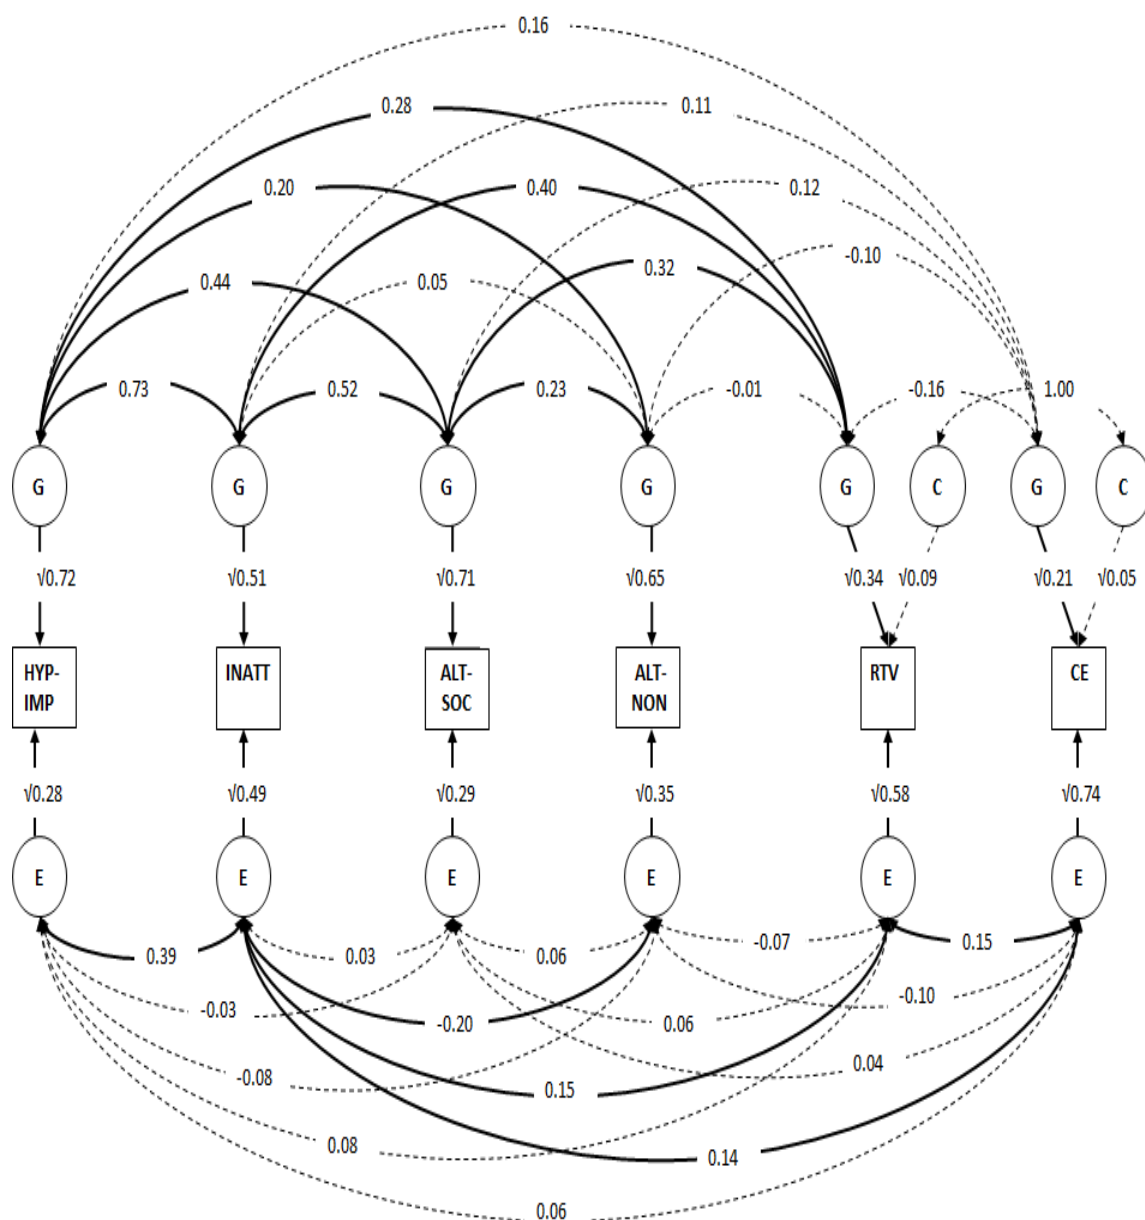 0.16
0.28 0.11
0.20 0.40 0.12
-0.10
0.44 0.05 0.32
0.73 0.52 0.23 -0.01 -0.16 1.00
G G G G G C G C
√0.72 √0.51 √0.71 √0.65 √0.34 √0.09 √0.21 √0.05
HYP- INATT ALT- ALT- RTV CE
IMP SOC NON
√0.28 √0.49 √0.29 √0.35 √0.58 √0.74
E E E E E E
0.39 0.03 0.06 -0.07 0.15
-0.10
-0.03 -0.20 0.06
0.04
-0.08 0.15
0.08 0.14
0.06